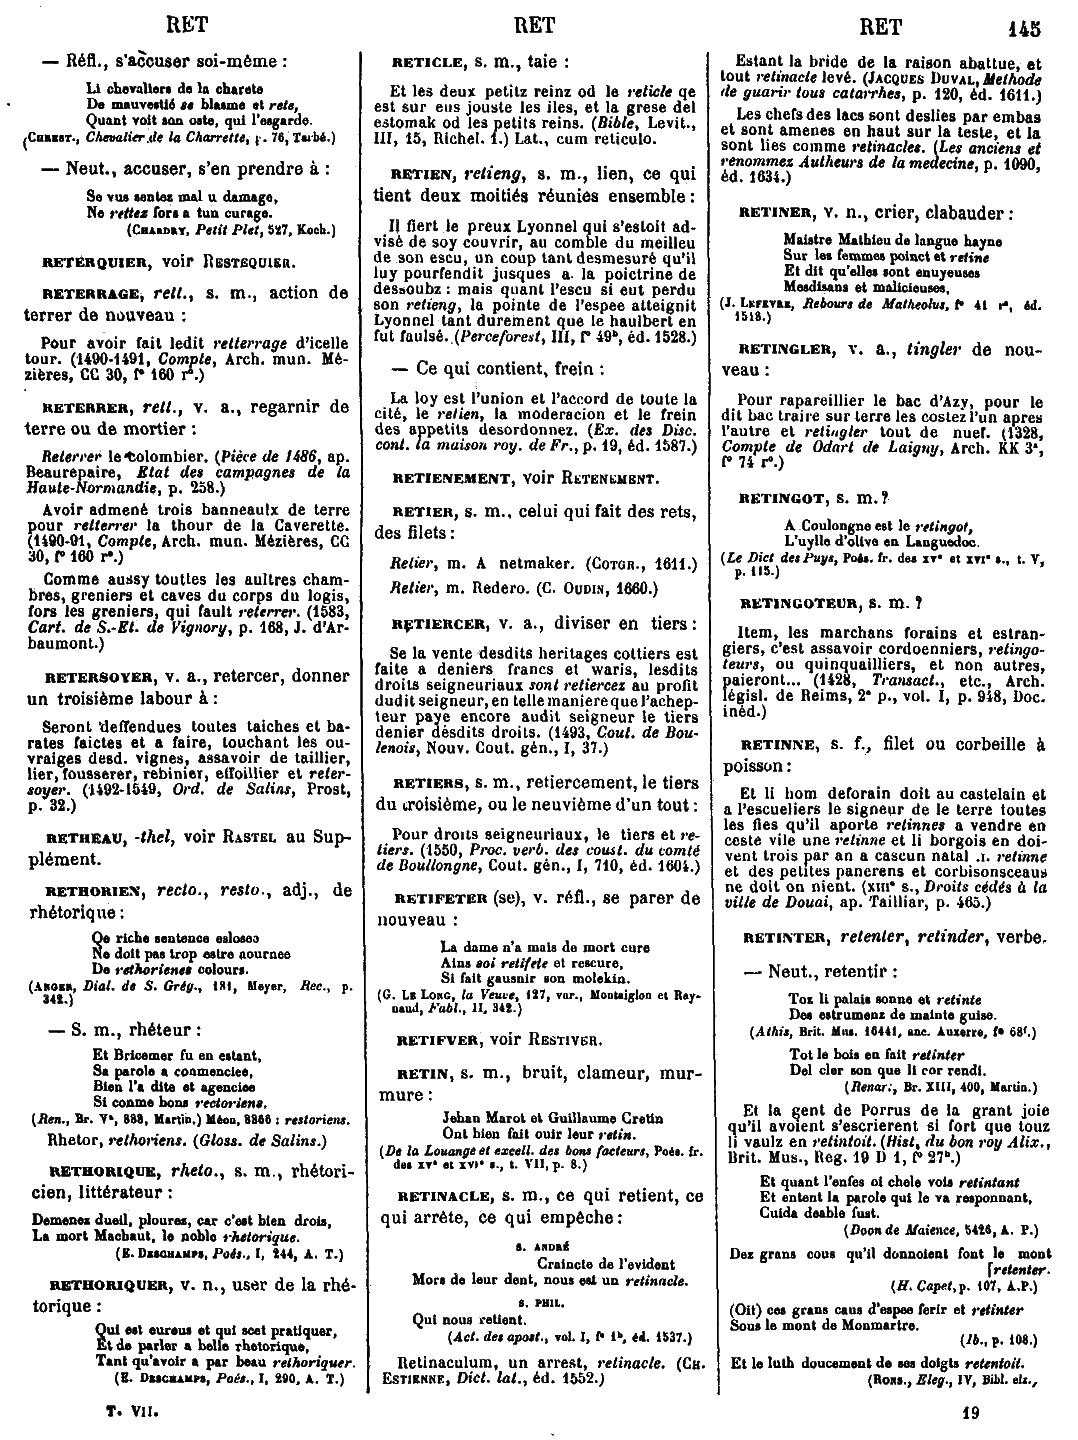 RET
RET
RET
145
— Réfl., s'accuser soi-même :
Li chevaliers de la charete
De mauvestié se blasme et rete,
Quant voit son oste, qui l'esgarde.
(CHREST., Chevalier de la Charrette, p. 76, Tarbé.)
— Neut., accuser, s'en prendre à :
Se vus sentez mal u damage,
Ne rettez fors a tun curage.
(CHARDRY, Petit Plet, 527, Koch.)
RETERQUIER, voir RESTEQUIER.
RETERRAGE, rett., s. m., action de
terrer de nouveau :
Pour avoir fait ledit retterrage d'icelle
tour. (1490-1491, Compte, Arch. mun. Mé-
zières, CC 30, f° 160 r°.)
RETERRER, rett., v. a., regarnir de
terre ou de mortier :
Reterrer le colombier. (Pièce de 1486, ap.
Beaurepaire, Etat des campagnes de la
Haute-Normandie, p. 258.)
Avoir admené trois banneaulx de terre
pour retterrer la thour de la Caverette.
(1490-91, Compte, Arch. mun. Mézières, CC
30, f° 160 r°.)
Comme aussy touttes les aultres cham-
bres, greniers et caves du corps du logis,
fors les greniers, qui fault reterrer. (1583,
Cart. de S.-Et. de Vignory, p. 168, J. d'Ar-
baumont.)
RETERSOYER, v. a., retercer, donner
un troisième labour à :
Seront deffendues toutes taiches et ba-
rates faictes et a faire, touchant les ou-
vraiges desd. vignes, assavoir de taillier,
lier, fousserer, rebinier, effoillier et reter-
soyer. (1492-1549, Ord. de Salins, Prost,
p. 32.)
RETHEAU, -thel, voir RASTEL au Sup-
plément.
RETHORIEN, recto., resto., adj., de
rhétorique :
Qe riche sentence esloses
Ne doit pas trop estre aournee
De rethorienes colours.
(ANGER, Dial. de S. Grég., 181, Meyer, Rec., p.
342.)
— S. m., rhéteur :
Et Bricemer fu en estant,
Sa parole a conmenciee,
Bien l'a dite et agenciee
Si conme bons rectoriens.
(Ren., Br. Vᵃ, 888, Martin.) Méon, 8866 : restoriens.
Rhetor, rethoriens. (Gloss. de Salins.)
RETHORIQUE, rheto., s. m., rhétori-
cien, littérateur :
Demenez dueil, plourez, car c'est bien drois,
La mort Machaut, le noble rhetorique.
(E. DESCHAMPS, Poés., I, 244, A. T.)
RETHORIQUER, v. n., user de la rhé-
torique :
Qui est eureus et qui scet pratiquer,
Et de parler a belle rhetorique,
Tant qu'avoir a par beau rethoriquer.
(E. DESCHAMPS, Poés., I, 290, A. T.)
T. VII.
RETICLE, s. m., taie :
Et les deux petitz reinz od le reticle qe
est sur eus jouste les iles, et la grese del
estomak od les petits reins. (Bible, Levit.,
III, 15, Richel. 1.) Lat., cum reticulo.
RETIEN, retieng, s. m., lien, ce qui
tient deux moitiés réunies ensemble :
Il fiert le preux Lyonnel qui s'estoit ad-
visé de soy couvrir, au comble du meilleu
de son escu, un coup tant desmesuré qu'il
luy pourfendit jusques a la poictrine de
dessoubz : mais quant l'escu si eut perdu
son retieng, la pointe de l'espee atteignit
Lyonnel tant durement que le haulbert en
fut faulsé. (Perceforest, III, f° 49ᵇ, éd. 1528.)
— Ce qui contient, frein :
La loy est l'union et l'accord de toute la
cité, le retien, la moderacion et le frein
des appetits desordonnez. (Ex. des Disc.
cont. la maison roy. de Fr., p. 19, éd. 1587.)
RETIENEMENT, voir RETENEMENT.
RETIER, s. m., celui qui fait des rets,
des filets :
Retier, m. A netmaker. (COTGR., 1611.)
Retier, m. Redero. (C. OUDIN, 1660.)
RETIERCER, v. a., diviser en tiers :
Se la vente desdits heritages cottiers est
faite a deniers francs et waris, lesdits
droits seigneuriaux sont retiercez au profit
dudit seigneur, en telle maniere que l'achep-
teur paye encore audit seigneur le tiers
denier desdits droits. (1493, Cout. de Bou-
lenois, Nouv. Cout. gén., I, 37.)
RETIERS, s. m., retiercement, le tiers
du troisième, ou le neuvième d'un tout :
Pour droits seigneuriaux, le tiers et re-
tiers. (1550, Proc. verb. des coust. du comté
de Boullongne, Cout. gén., I, 710, éd. 1604.)
RETIFETER (se), v. réfl., se parer de
nouveau :
La dame n'a mais de mort cure
Ains soi retifete et rescure,
Si fait gausnir son molekin.
(G. LE LONG, la Veuve, 127, var., Montaiglon et Ray-
naud, Fabl., II, 342.)
RETIFVER, voir RESTIVER.
RETIN, s. m., bruit, clameur, mur-
mure :
Jehan Marot et Guillaume Cretin
Ont bien fait ouir leur retin.
(De la Louange et excell. des bons facteurs, Poés. fr.
des xvᵉ et xviᵉ s., t. VII, p. 8.)
RETINACLE, s. m., ce qui retient, ce
qui arrête, ce qui empêche :
S. ANDRÉ
Craincte de l'evident
Mors de leur dent, nous est un retinacle.
S. PHIL.
Qui nous retient.
(Act. des apost., vol. I, f° 1ᵇ, éd. 1537.)
Retinaculum, un arrest, retinacle. (CH.
ESTIENNE, Dict. lat., éd. 1552.)
Estant la bride de la raison abattue, et
tout retinacle levé. (JACQUES DUVAL, Methode
de guarir tous catarrhes, p. 120, éd. 1611.)
Les chefs des lacs sont deslies par embas
et sont amenes en haut sur la teste, et la
sont lies comme retinacles. (Les anciens et
renommez Autheurs de la medecine, p. 1090,
éd. 1634.)
RETINER, v. n., crier, clabauder :
Maistre Mathieu de langue hayne
Sur les femmes poinct et retine
Et dit qu'elles sont enuyeuses
Mesdisans et malicieuses,
(J. LEFEVRE, Rebours de Matheolus, f° 41 r°, éd.
1518.)
RETINGLER, v. a., tingler de nou-
veau :
Pour rapareillier le bac d'Azy, pour le
dit bac traire sur terre les costez l'un apres
l'autre et retingler tout de nuef. (1328,
Compte de Odart de Laigny, Arch. KK 3ᵃ,
f° 74 r°.)
RETINGOT, s. m. ?
A Coulongne est le retingot,
L'uylle d'olive en Languedoc.
(Le Dict des Pays, Poés. fr. des xvᵉ et xviᵉ s., t. V,
p. 115.)
RETINGOTEUR, s. m. ?
Item, les marchans forains et estran-
giers, c'est assavoir cordoenniers, retingo-
teurs, ou quinquailliers, et non autres,
paieront... (1428, Transact., etc., Arch.
législ. de Reims, 2ᵉ p., vol. I, p. 948, Doc.
inéd.)
RETINNE, s. f., filet ou corbeille à
poisson :
Et li hom deforain doit au castelain et
a l'escueliers le signeur de le terre toutes
les fies qu'il aporte retinnes a vendre en
ceste vile une retinne et li borgois en doi-
vent trois par an a cascun natal .I. retinne
et des petites panerens et corbisonsceaus
ne doit on nient. (xiiiᵉ s., Droits cédés à la
ville de Douai, ap. Tailliar, p. 465.)
RETINTER, retenter, retinder, verbe.
— Neut., retentir :
Toz li palais sonne et retinte
Des estrumenz de mainte guise.
(Athis, Brit. Mus. 16441, anc. Auxerre, f° 68ᶠ.)
Tot le bois en fait retinter
Del cler son que li cor rendi.
(Renart, Br. XIII, 400, Martin.)
Et la gent de Porrus de la grant joie
qu'il avoient s'escrierent si fort que touz
li vaulz en retintoit. (Hist. du bon roy Alix.,
Brit. Mus., Reg. 19 D 1, f° 27ᵇ.)
Et quant l'enfes oi chele vois retintant
Et entent la parole qui le va responnant,
Cuida deable fust.
(Doon de Maience, 5426, A. P.)
Dez grans cous qu'il donnoient font le mont
[retenter.
(H. Capet, p. 107, A.P.)
(Oit) ces grans caus d'espee ferir et retinter
Sous le mont de Monmartre.
(Ib., p. 108.)
Et le luth doucement de ses doigts retentoit.
(RONS., Eleg., IV, Bibl. elz.,
19